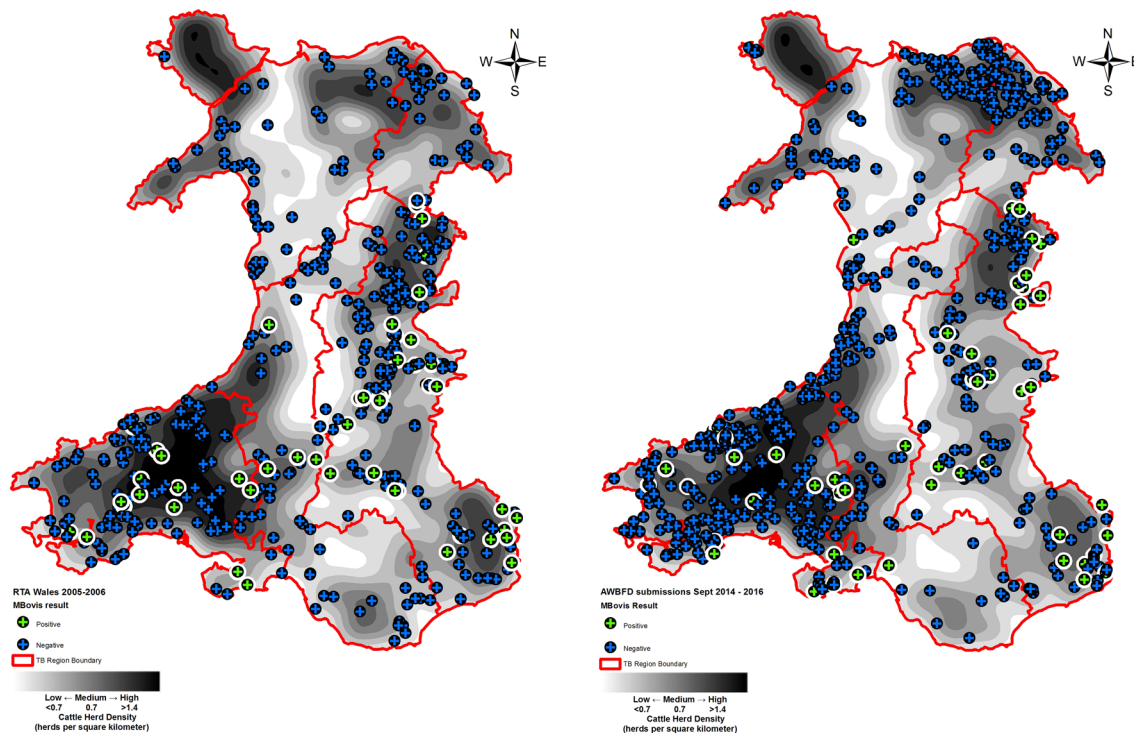 N
W E
S
RTA Wales 2005-2006
MBovis result
Positive
Negative
TB Region Boundary
Low ← Medium → High
<0.7 0.7 >1.4
Cattle Herd Density
(herds per square kilometer)
N
W E
S
AWBFD submissions Sept 2014 - 2016
MBovis Result
Positive
Negative
TB Region Boundary
Low ← Medium → High
<0.7 0.7 >1.4
Cattle Herd Density
(herds per square kilometer)